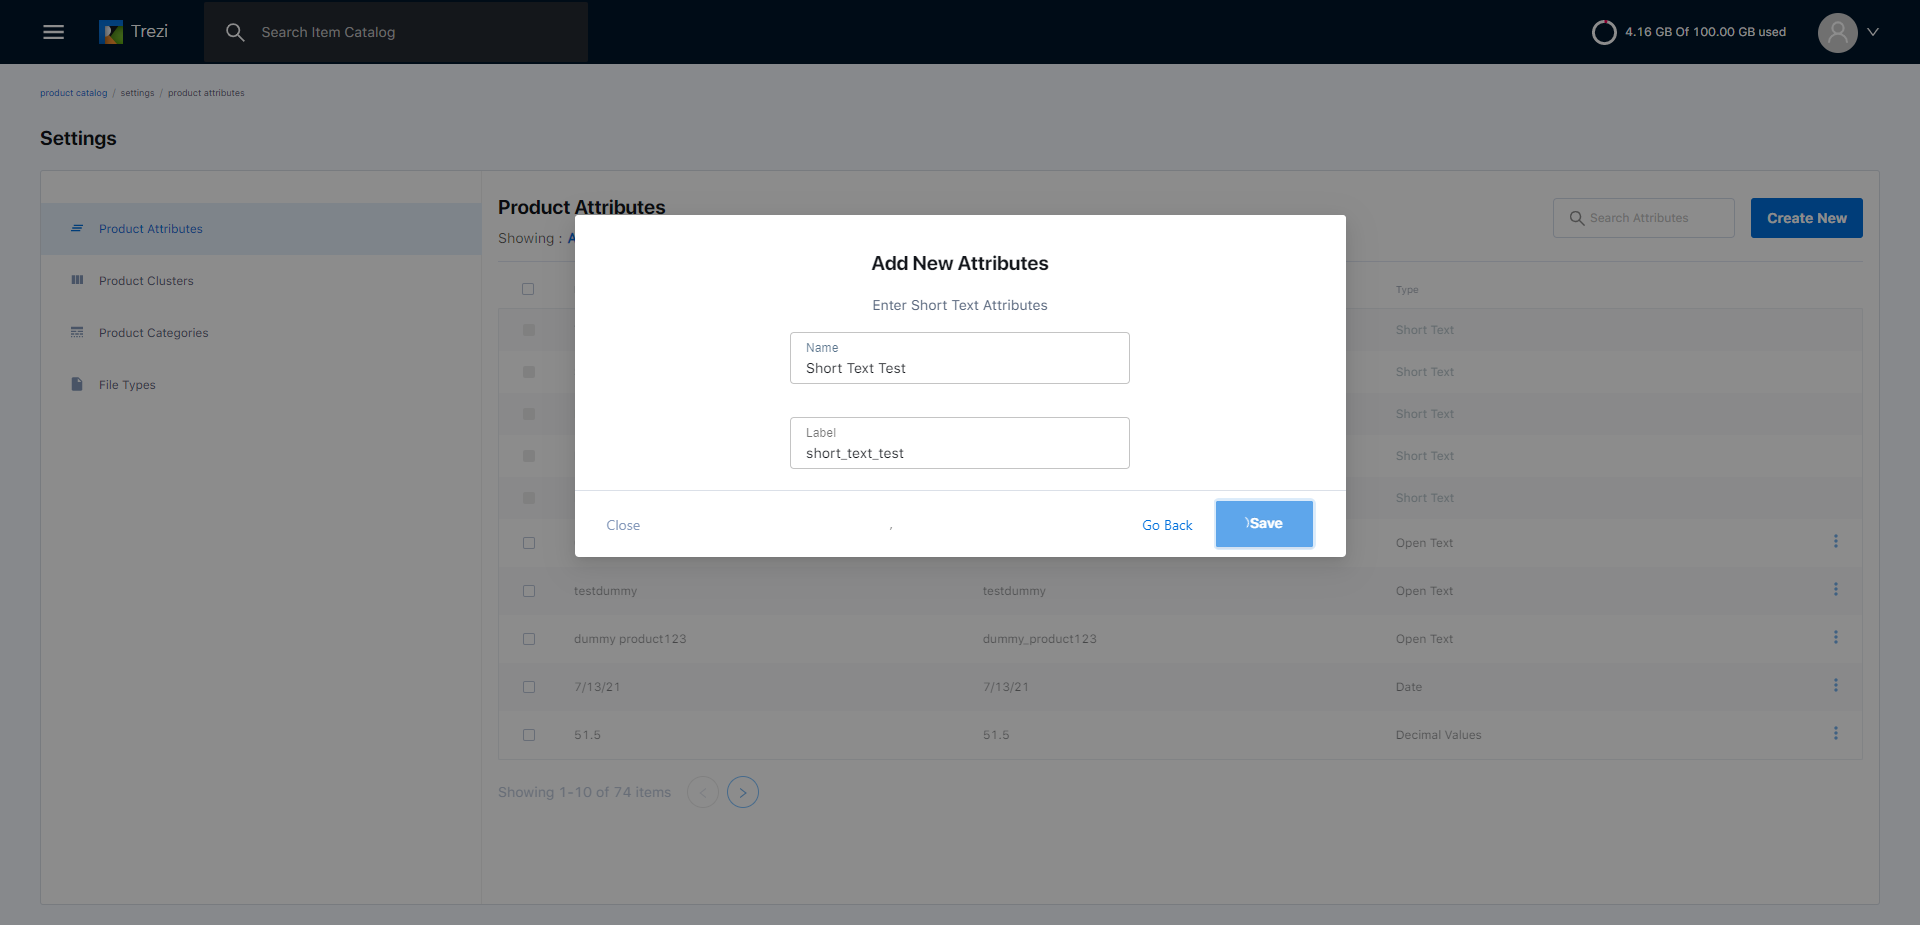 Trezi
Search Item Catalog
4.16 GB Of 100.00 GB used
product catalog / settings / product attributes
Settings
Product Attributes
Product Clusters
Product Categories
File Types
Product Attributes
Showing :
Search Attributes
Create New
Type
Short Text
Short Text
Short Text
Short Text
Short Text
Open Text
testdummy testdummy Open Text
dummy product123 dummy_product123 Open Text
7/13/21 7/13/21 Date
51.5 51.5 Decimal Values
Showing 1-10 of 74 items
Add New Attributes
Enter Short Text Attributes
Name
Short Text Test
Label
short_text_test
Close
Go Back
Save